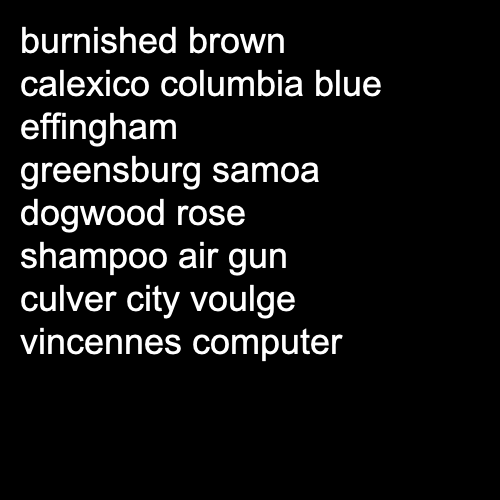 burnished brown
calexico columbia blue
effingham
greensburg samoa
dogwood rose
shampoo air gun
culver city voulge
vincennes computer